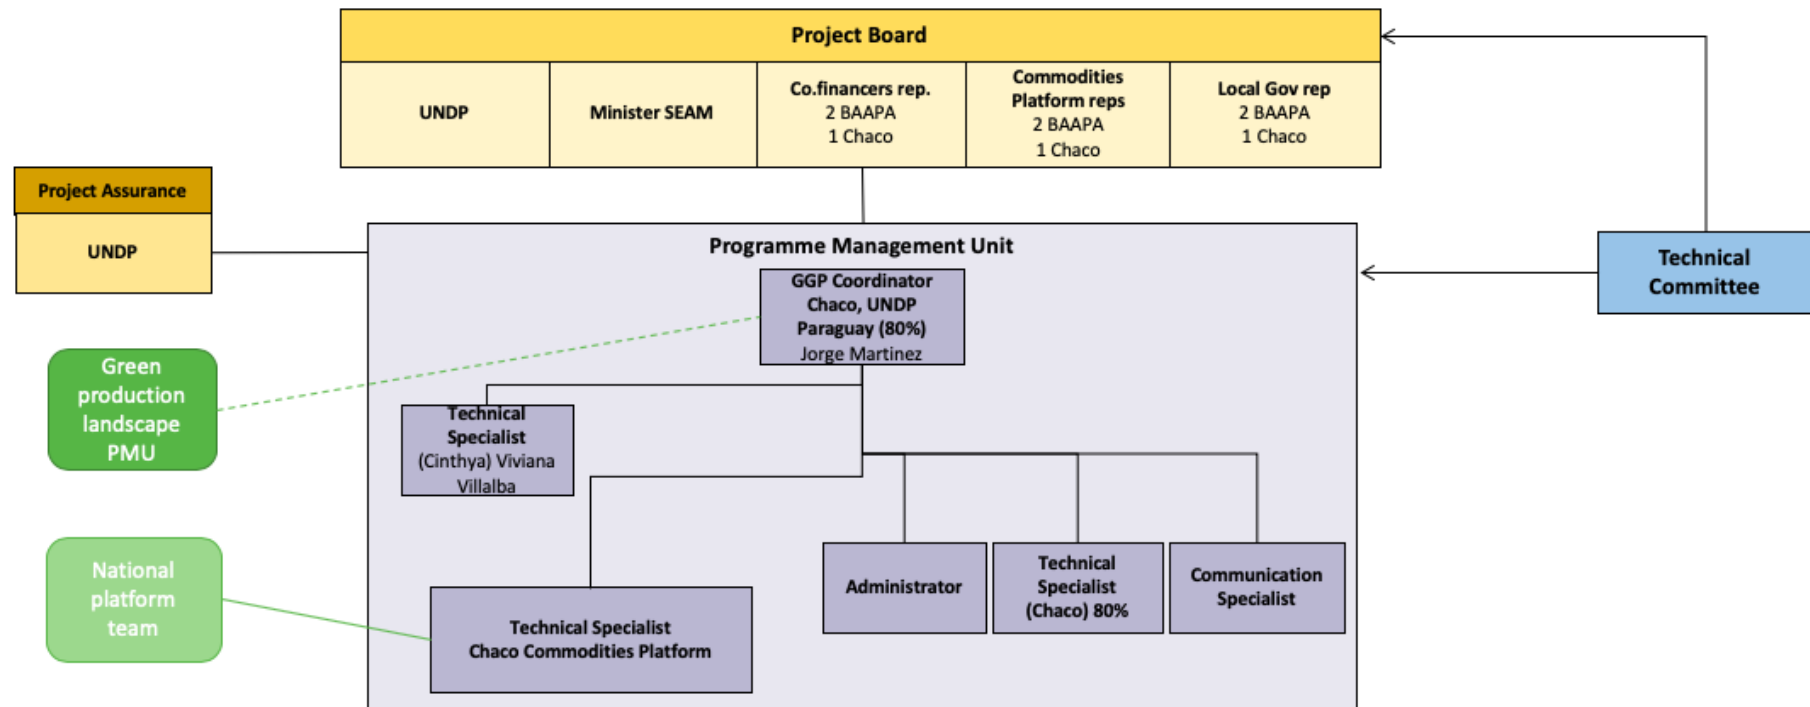 Project Board
UNDP
Minister SEAM
Co.financers rep.
2 BAAPA
1 Chaco
Commodities
Platform reps
2 BAAPA
1 Chaco
Local Gov rep
2 BAAPA
1 Chaco
Project Assurance
UNDP
Programme Management Unit
GGP Coordinator
Chaco, UNDP
Paraguay (80%)
Jorge Martinez
Technical
Committee
Green
production
landscape
PMU
Technical
Specialist
(Cinthya) Viviana
Villalba
National
platform
team
Technical Specialist
Chaco Commodities Platform
Administrator
Technical
Specialist
(Chaco) 80%
Communication
Specialist